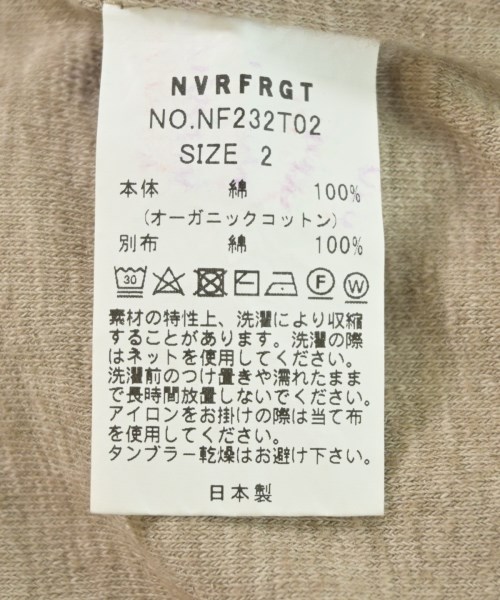 NVRFRGT
NO.NF232T02
SIZE 2
本体 綿 100%
(オーガニックコットン)
別布 綿 100%
30 F W
素材の特性上、洗濯により収縮
することがあります。洗濯の際
はネットを使用してください。
洗濯前のつけ置きや濡れたまま
で長時間放置しないでください。
アイロンをお掛けの際は当て布
を使用してください。
タンブラー乾燥はお避け下さい。
日本製